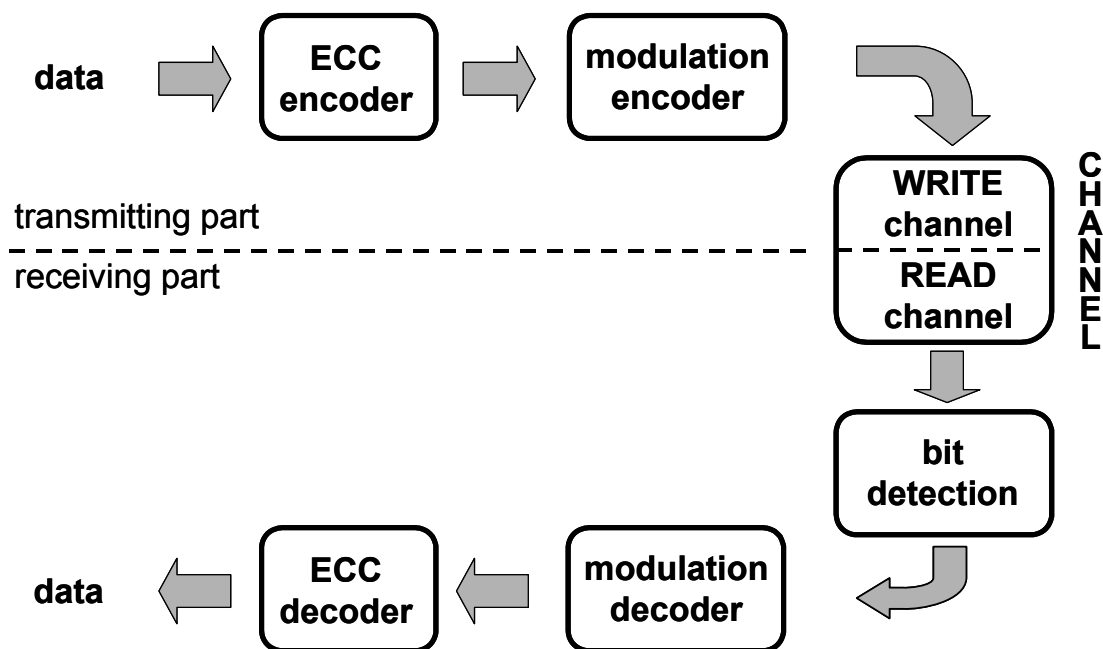 data
ECC
encoder
modulation
encoder
transmitting part
WRITE
channel
CHANNEL
receiving part
READ
channel
bit
detection
data
ECC
decoder
modulation
decoder